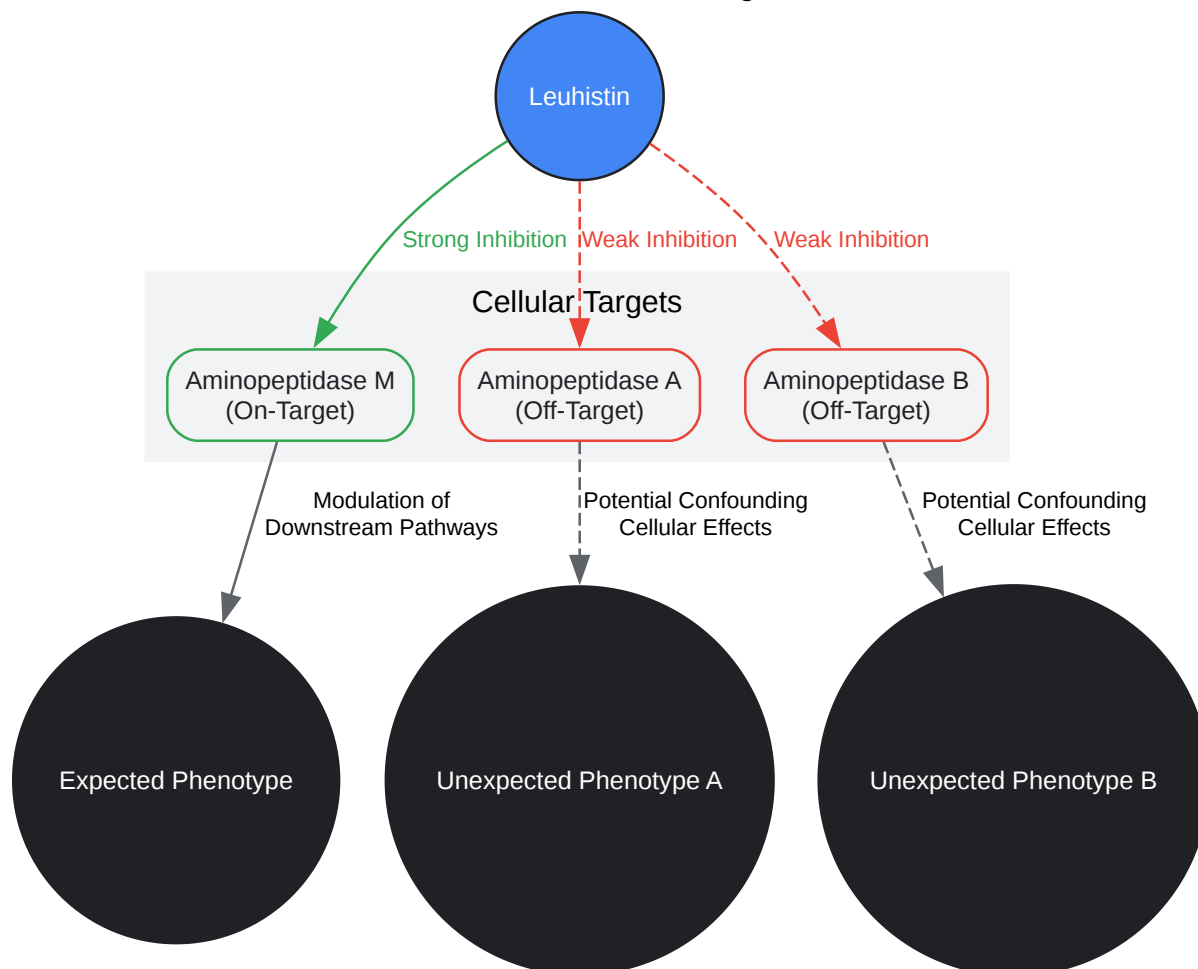 Leuhistin
Strong Inhibition
Weak Inhibition
Weak Inhibition
Cellular Targets
Aminopeptidase M
(On-Target)
Aminopeptidase A
(Off-Target)
Aminopeptidase B
(Off-Target)
Modulation of
Downstream Pathways
Potential Confounding
Cellular Effects
Potential Confounding
Cellular Effects
Expected Phenotype
Unexpected Phenotype A
Unexpected Phenotype B